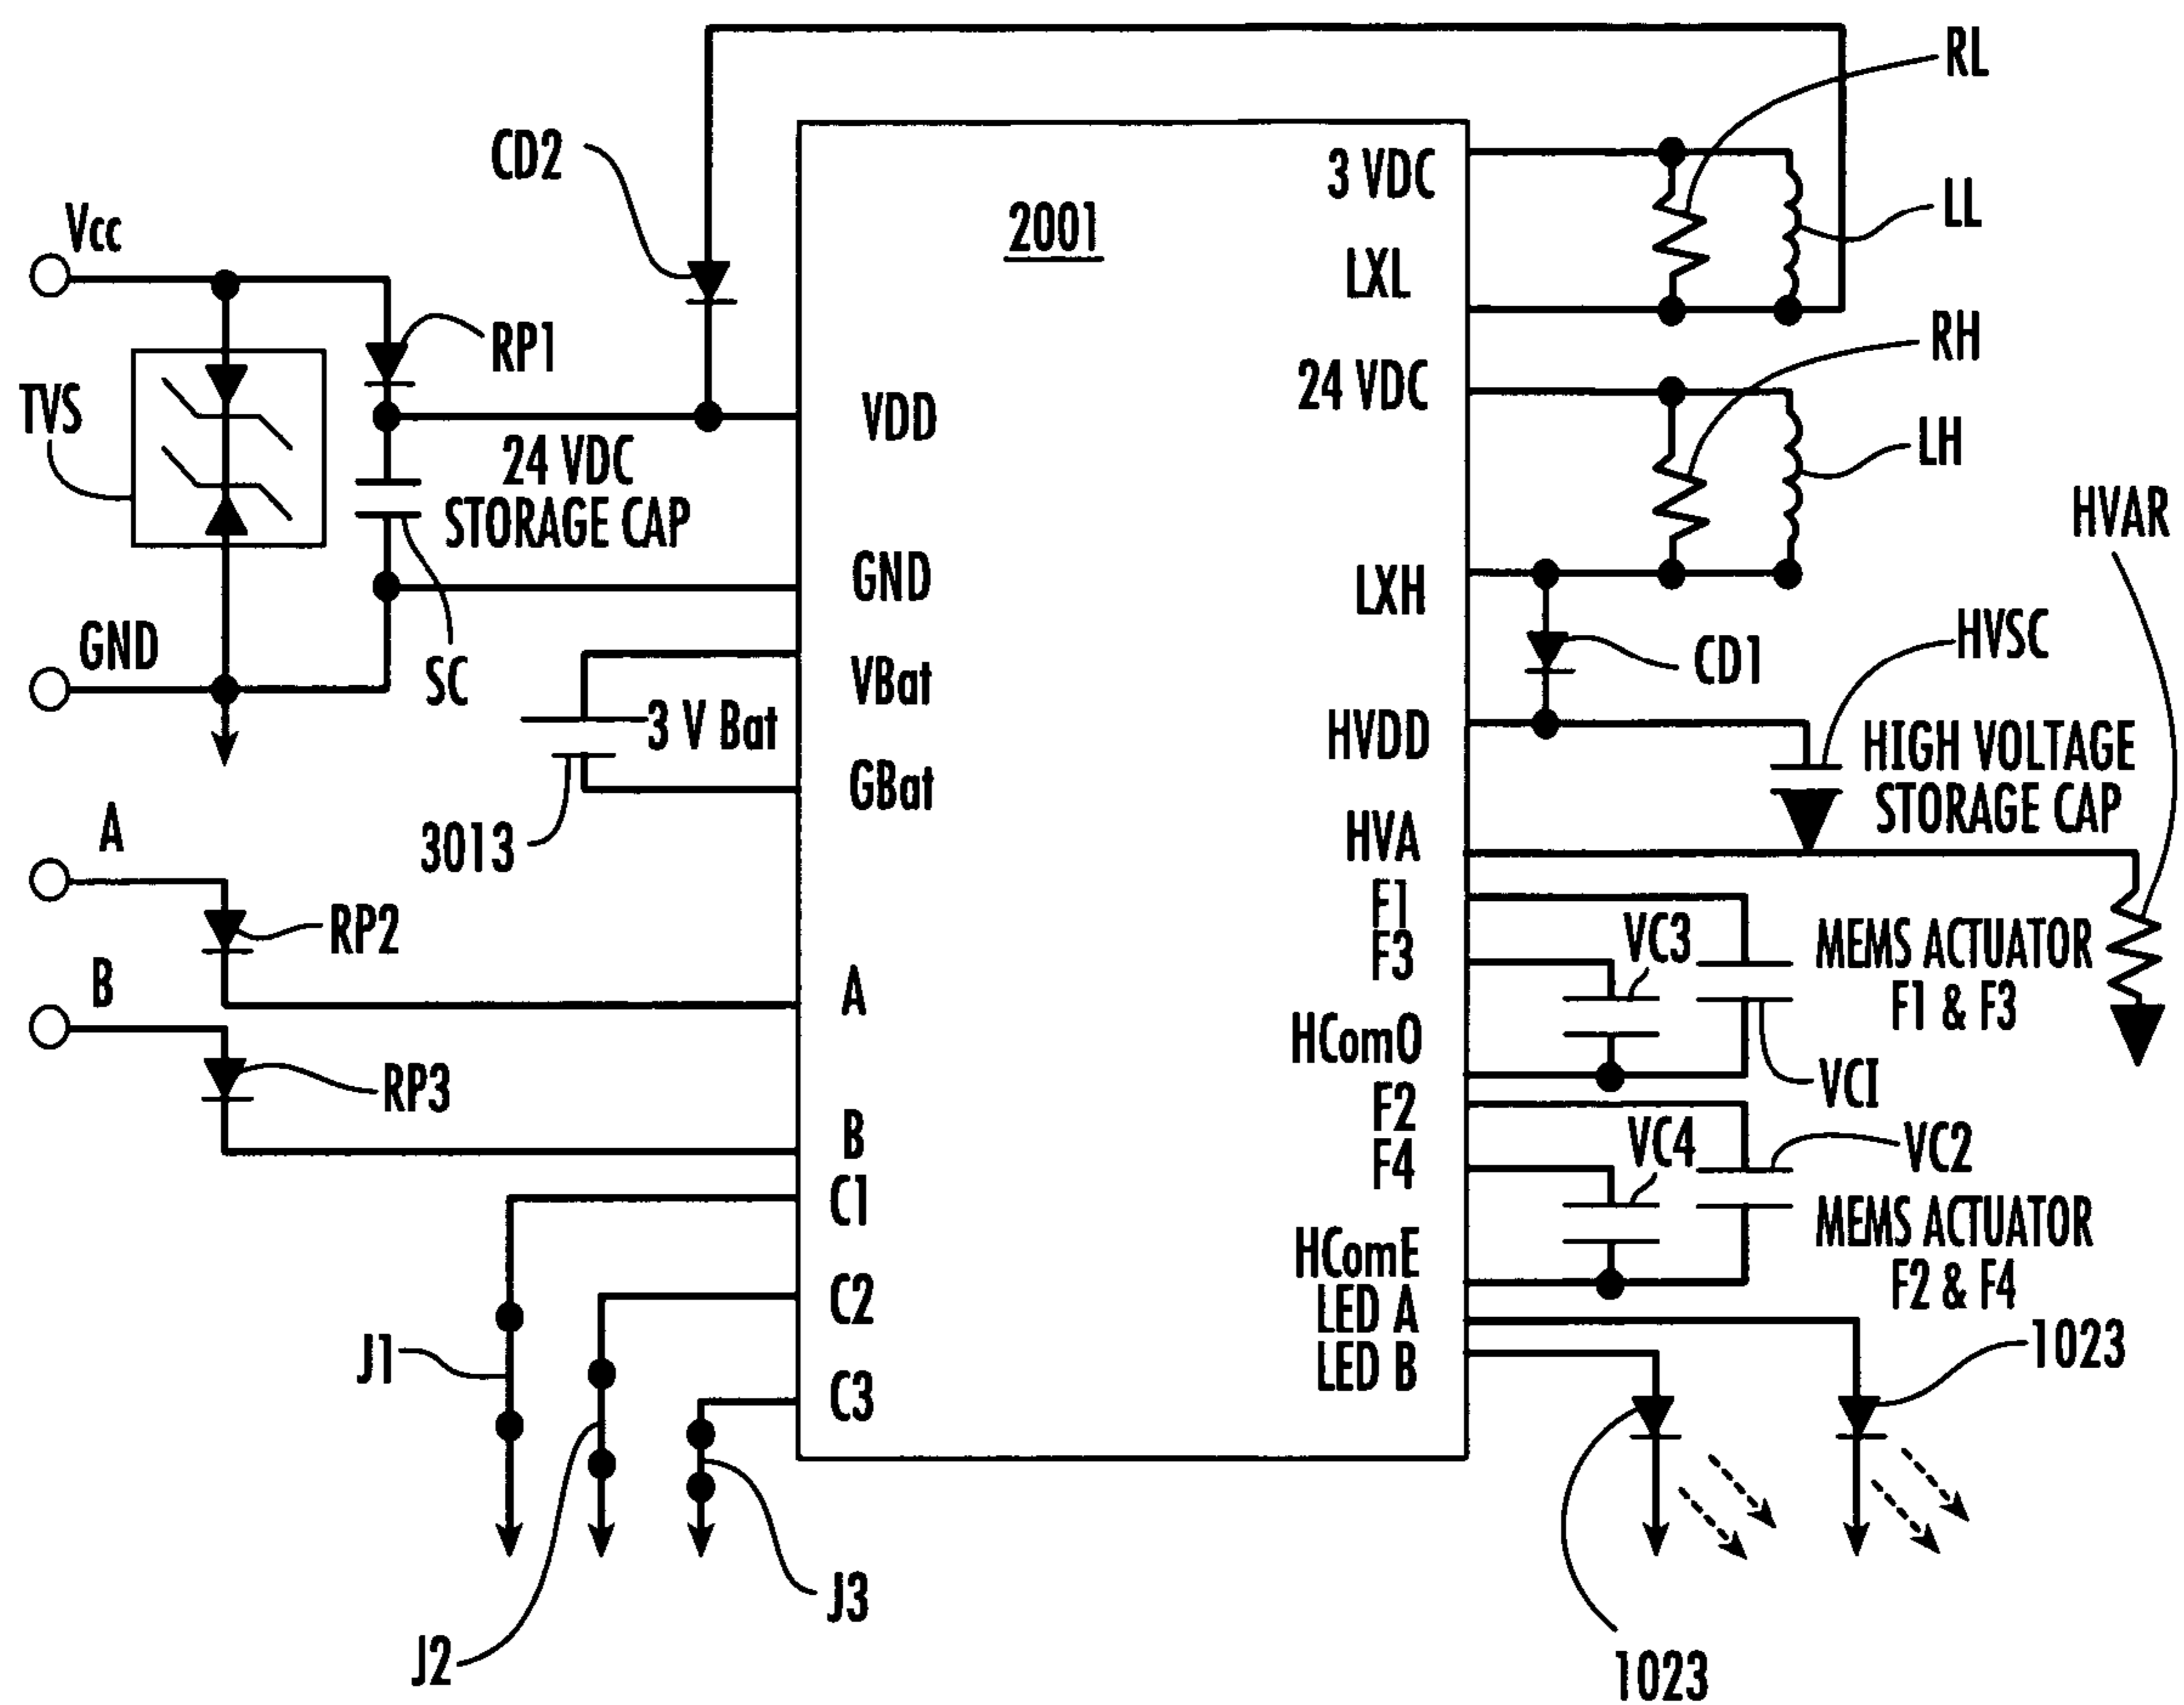 RL
CD2
3 VDC
LL
2001
Vcc
LXL
RP1
RH
24 VDC
TVS
VDD
LH
24 VDC
STORAGE CAP
HVAR
GND
LXH
GND
HVSC
SC
VBat
CD1
3 V Bat
HVDD
HIGH VOLTAGE
STORAGE CAP
GBat
A
3013
HVA
F1
RP2
VC3
MEMS ACTUATOR
F1 & F3
F3
B
A
HComO
RP3
VCI
F2
B
VC4
VC2
F4
C1
MEMS ACTUATOR
F2 & F4
HComE
C2
LED A
J1
LED B
1023
C3
J3
J2
1023